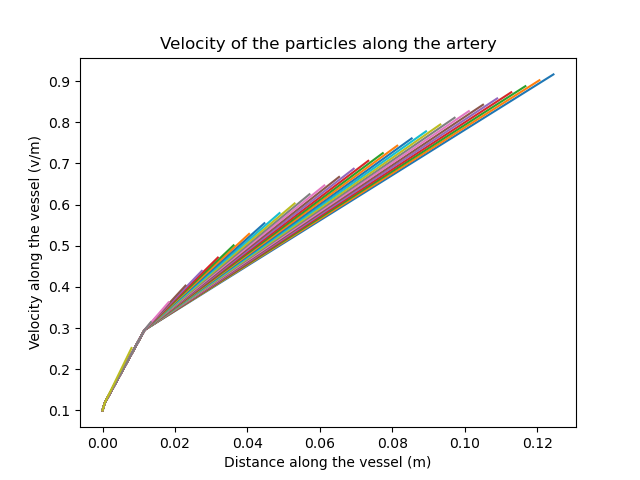 Velocity of the particles along the artery
Velocity along the vessel (v/m)
0.9
0.8
0.7
0.6
0.5
0.4
0.3
0.2
0.1
0.00 0.02 0.04 0.06 0.08 0.10 0.12
Distance along the vessel (m)